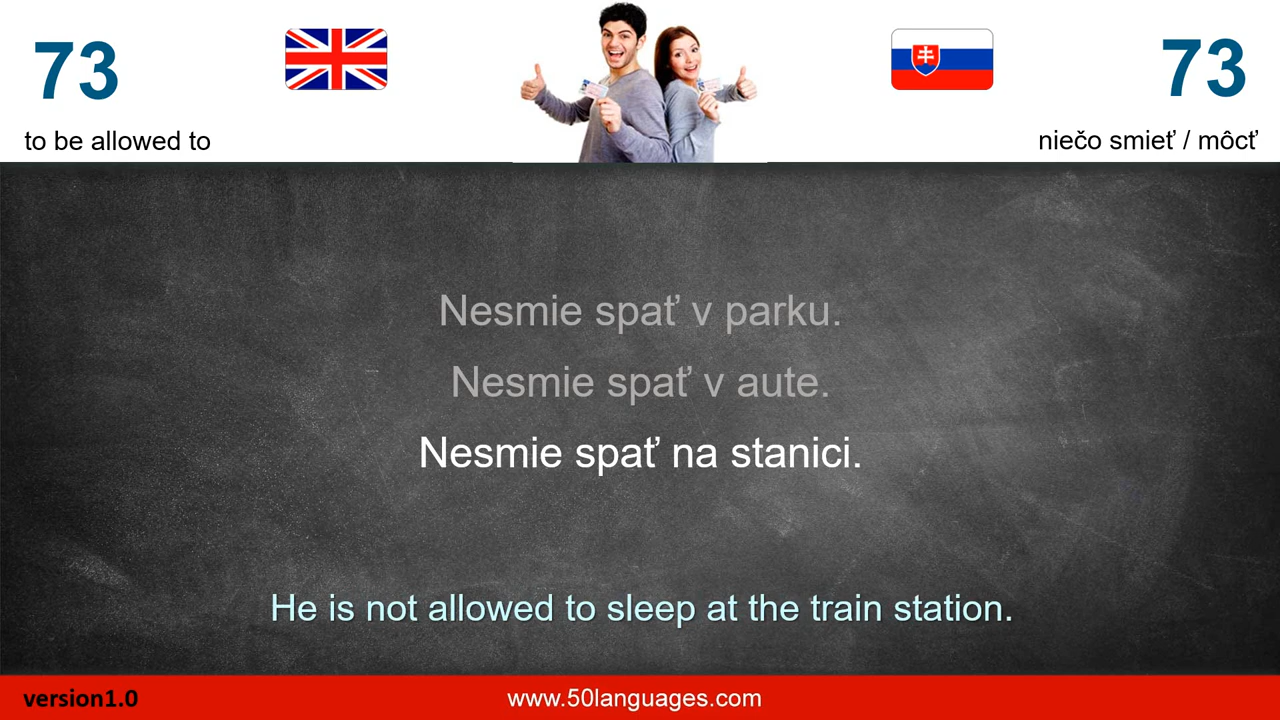 73
73
to be allowed to
niečo smieť / môcť
Nesmie spať v parku.
Nesmie spať v aute.
Nesmie spať na stanici.
He is not allowed to sleep at the train station.
version1.0
www.50languages.com